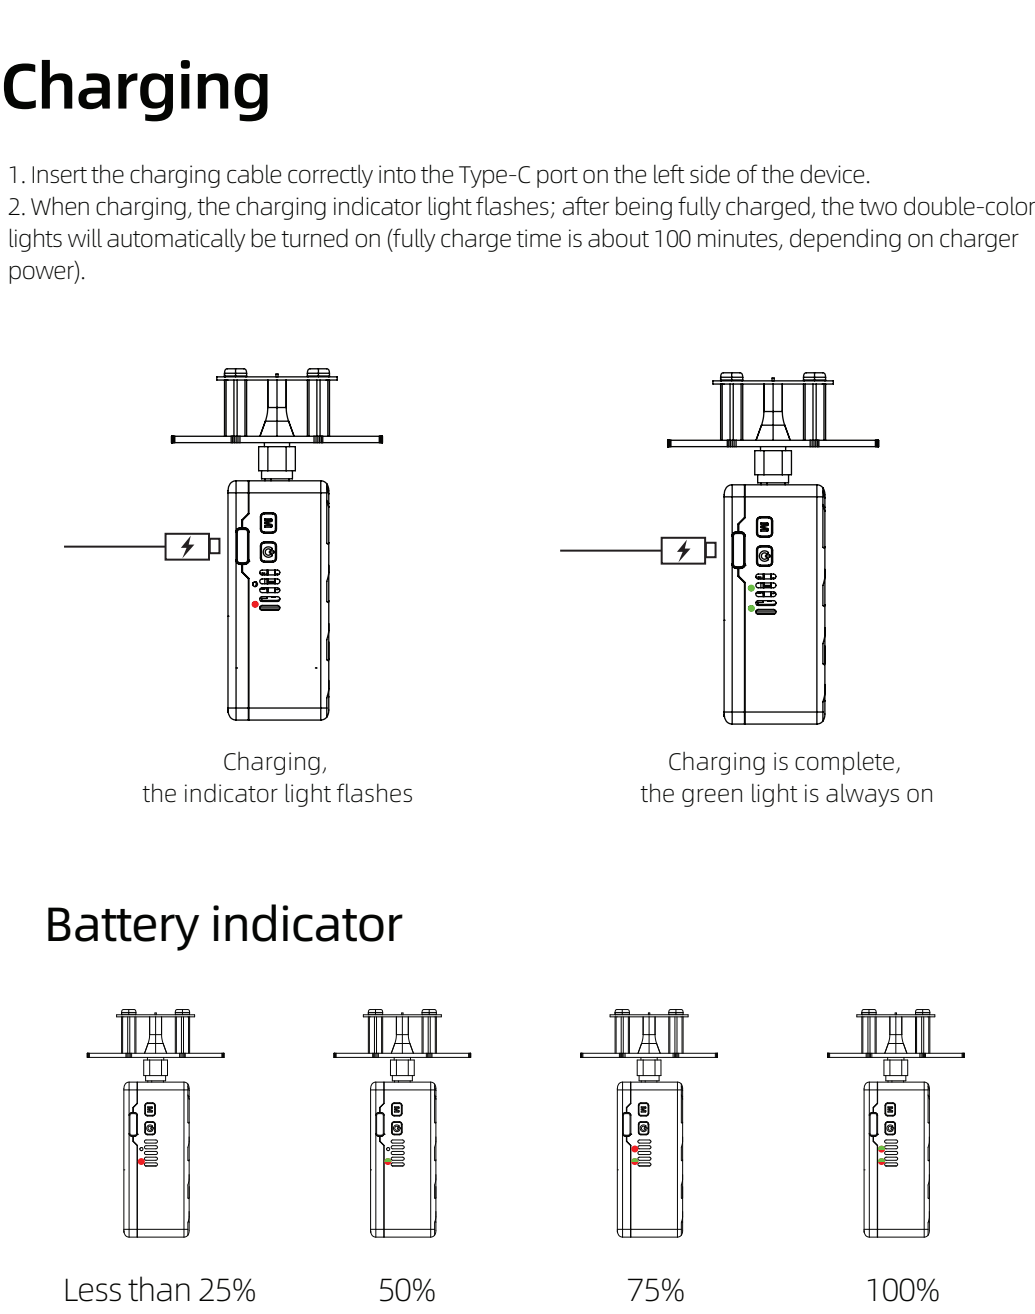 Charging
1. Insert the charging cable correctly into the Type-C port on the left side of the device.
2. When charging, the charging indicator light flashes; after being fully charged, the two double-color
lights will automatically be turned on (fully charge time is about 100 minutes, depending on charger
power).
M
M
Charging,
the indicator light flashes
Charging is complete,
the green light is always on
Battery indicator
M
M
M
M
Less than 25%
50%
75%
100%